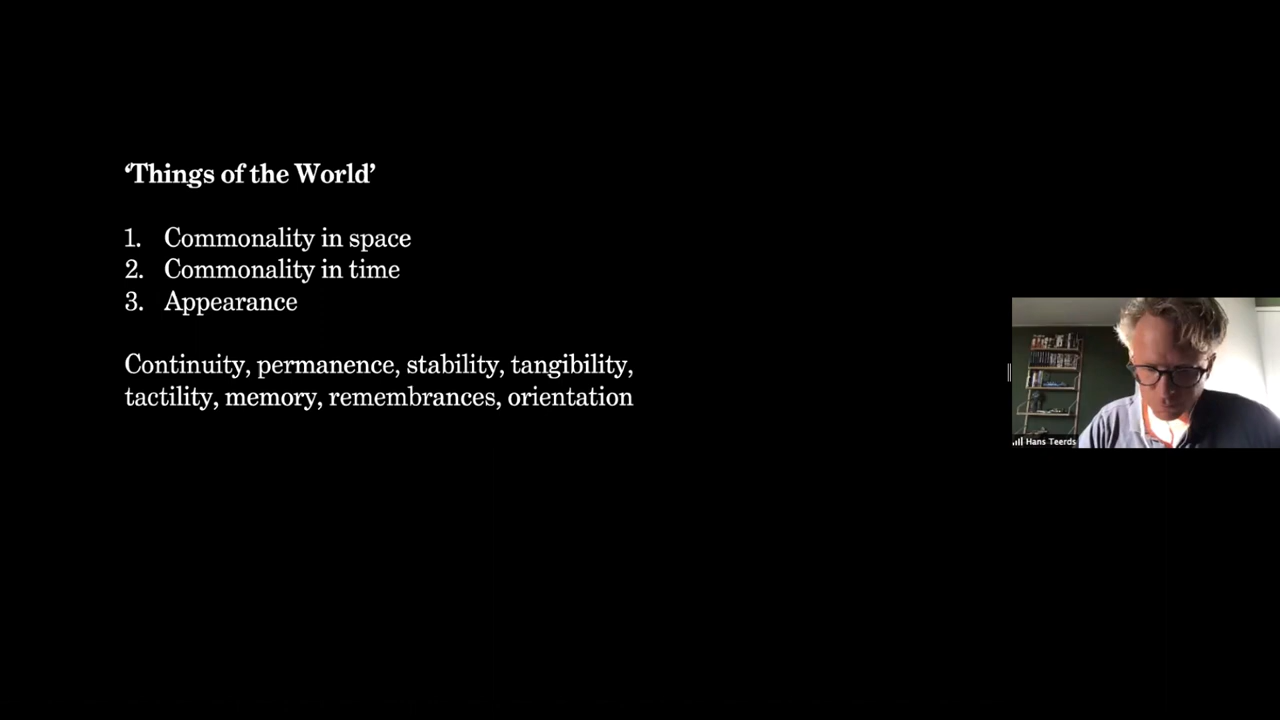 ‘Things of the World’
1. Commonality in space
2. Commonality in time
3. Appearance
Continuity, permanence, stability, tangibility,
tactility, memory, remembrances, orientation
Hans Teerds